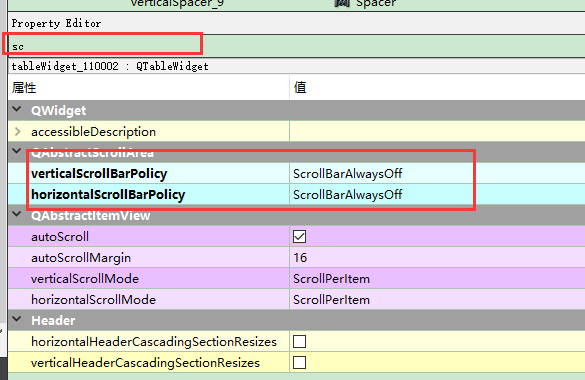 verticalSpacer_9 Spacer
Property Editor
sc
tableWidget_110002 : QTableWidget
属性 值
QWidget
accessibleDescription
QAbstractScrollArea
verticalScrollBarPolicy ScrollBarAlwaysOff
horizontalScrollBarPolicy ScrollBarAlwaysOff
QAbstractItemView
autoScroll
autoScrollMargin 16
verticalScrollMode ScrollPerItem
horizontalScrollMode ScrollPerItem
Header
horizontalHeaderCascadingSectionResizes
verticalHeaderCascadingSectionResizes